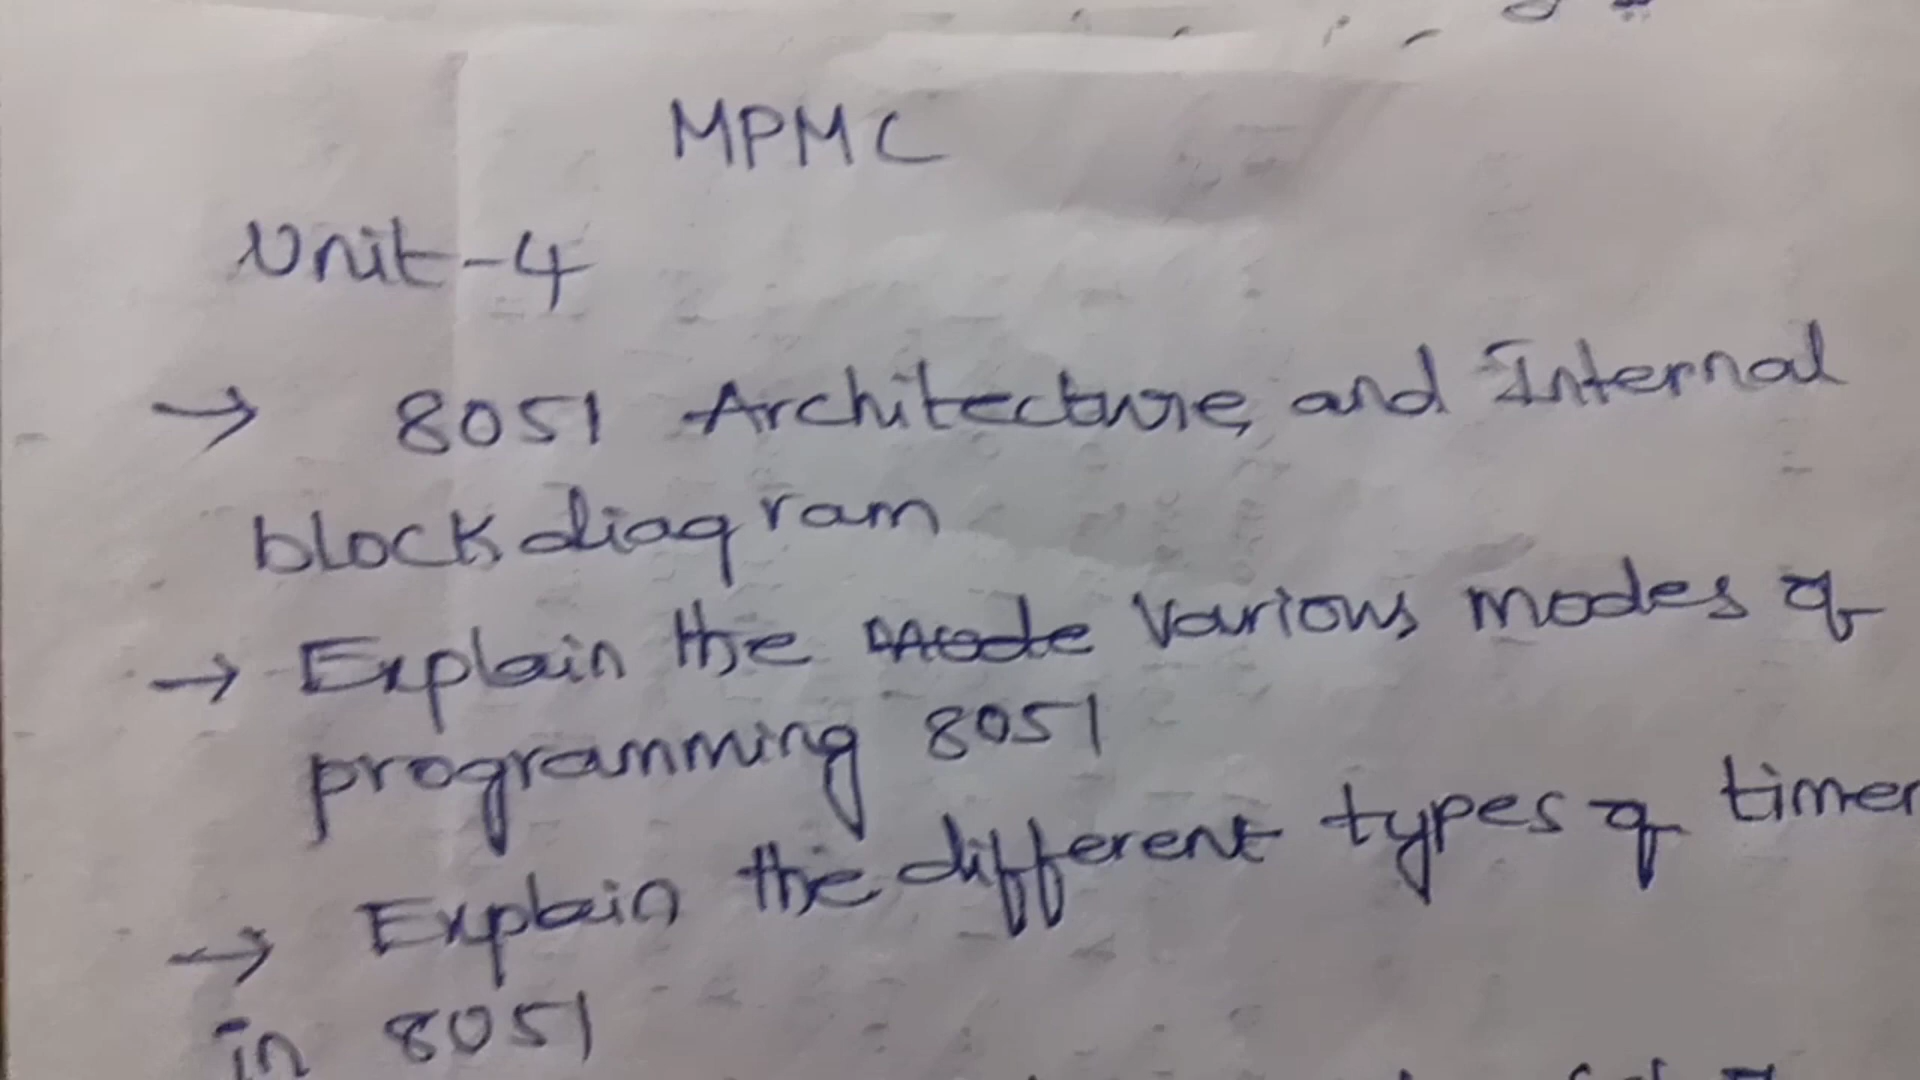 MPMC
Unit-4
→ 8051 Architecture and Internal
block diagram
→ Explain the Mode Various modes of
programming 8051
→ Explain the different types of timer
in 8051